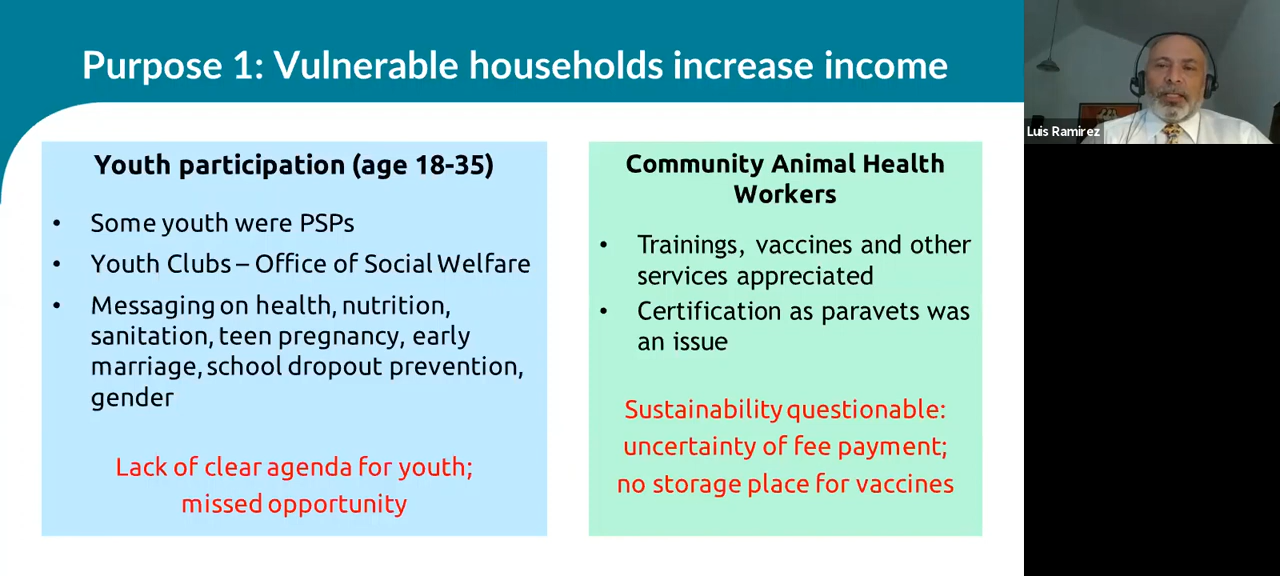 Purpose 1: Vulnerable households increase income
Luis Ramirez
Youth participation (age 18-35)
• Some youth were PSPs
• Youth Clubs – Office of Social Welfare
• Messaging on health, nutrition,
sanitation, teen pregnancy, early
marriage, school dropout prevention,
gender
Lack of clear agenda for youth;
missed opportunity
Community Animal Health
Workers
• Trainings, vaccines and other
services appreciated
• Certification as paravets was
an issue
Sustainability questionable:
uncertainty of fee payment;
no storage place for vaccines